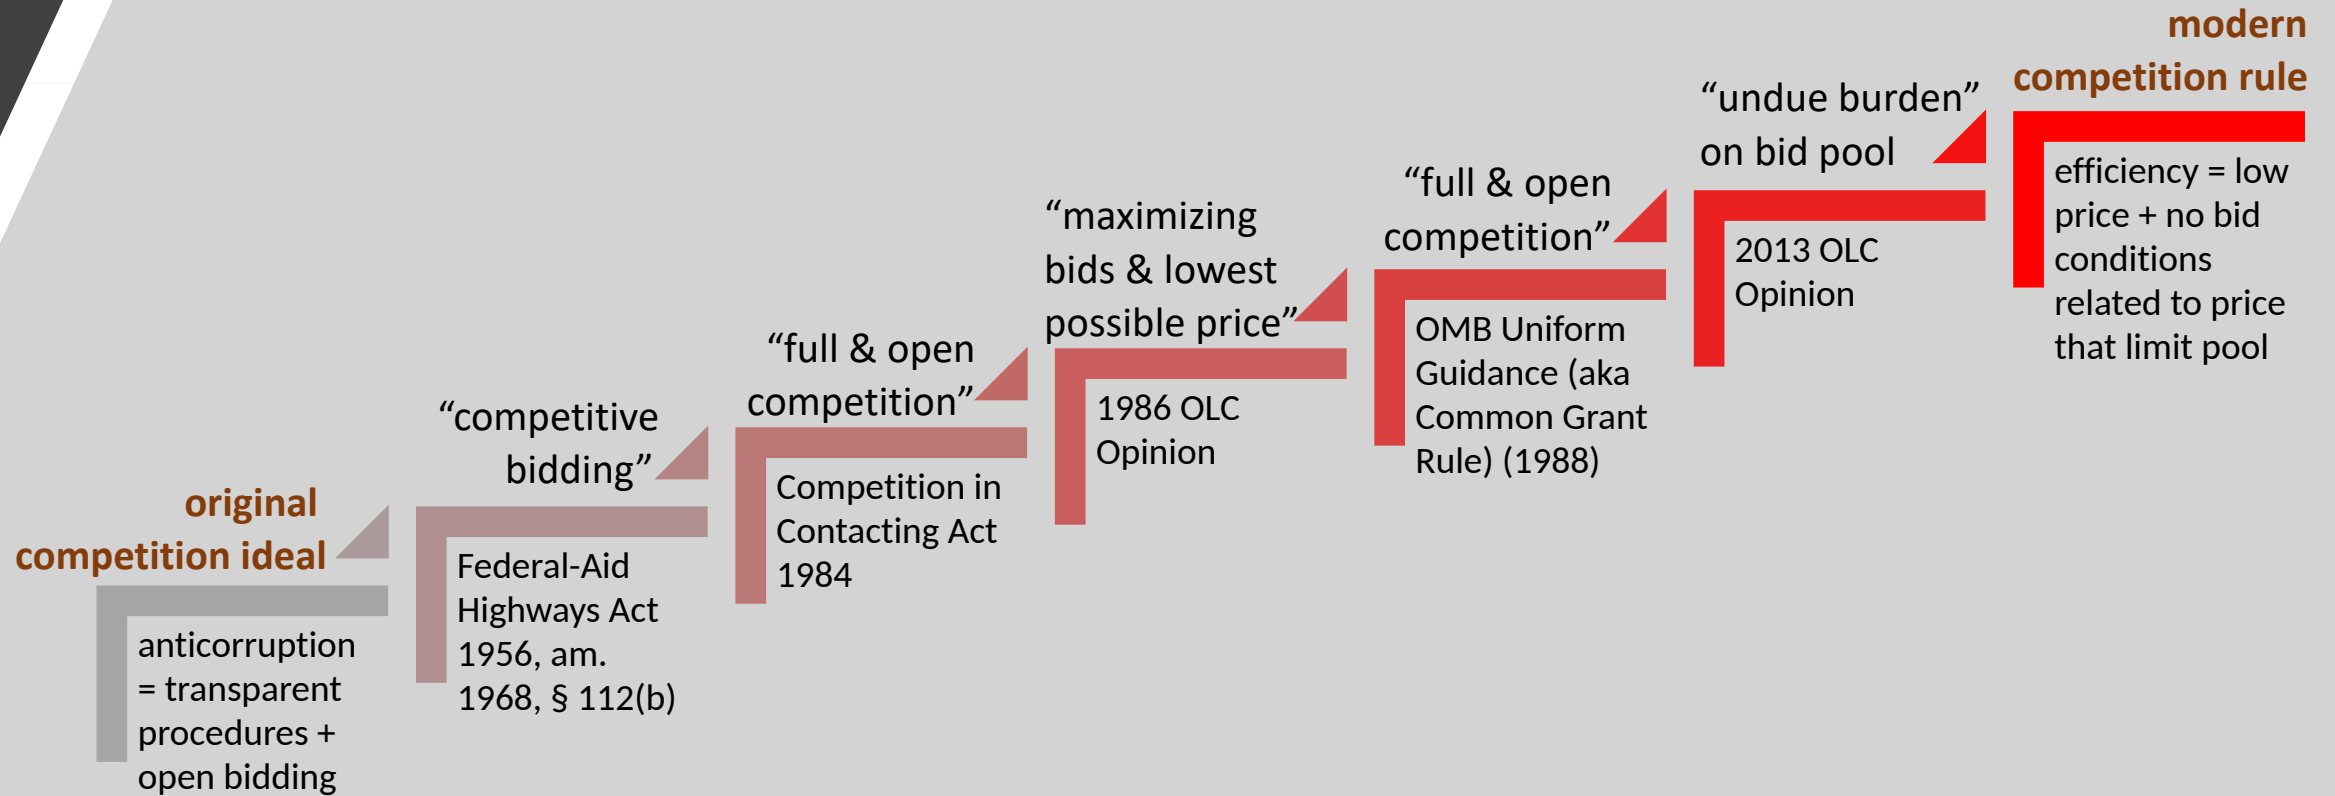 original
competition ideal
anticorruption
= transparent
procedures +
open bidding
“competitive
bidding”
Federal-Aid
Highways Act
1956, am.
1968, § 112(b)
“full & open
competition”
Competition in
Contacting Act
1984
“maximizing
bids & lowest
possible price”
1986 OLC
Opinion
“full & open
competition”
OMB Uniform
Guidance (aka
Common Grant
Rule) (1988)
“undue burden”
on bid pool
2013 OLC
Opinion
modern
competition rule
efficiency = low
price + no bid
conditions
related to price
that limit pool